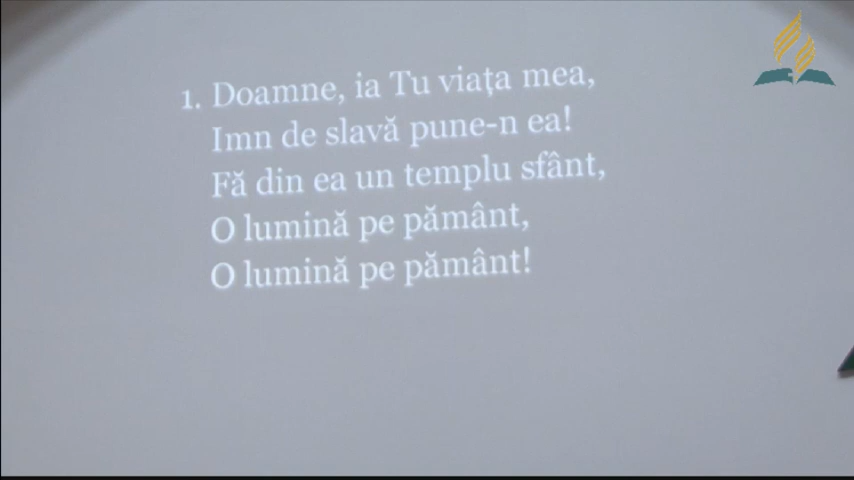 1. Doamne, ia Tu viața mea,
Imn de slavă pune-n ea!
Fă din ea un templu sfânt,
O lumină pe pământ,
O lumină pe pământ!